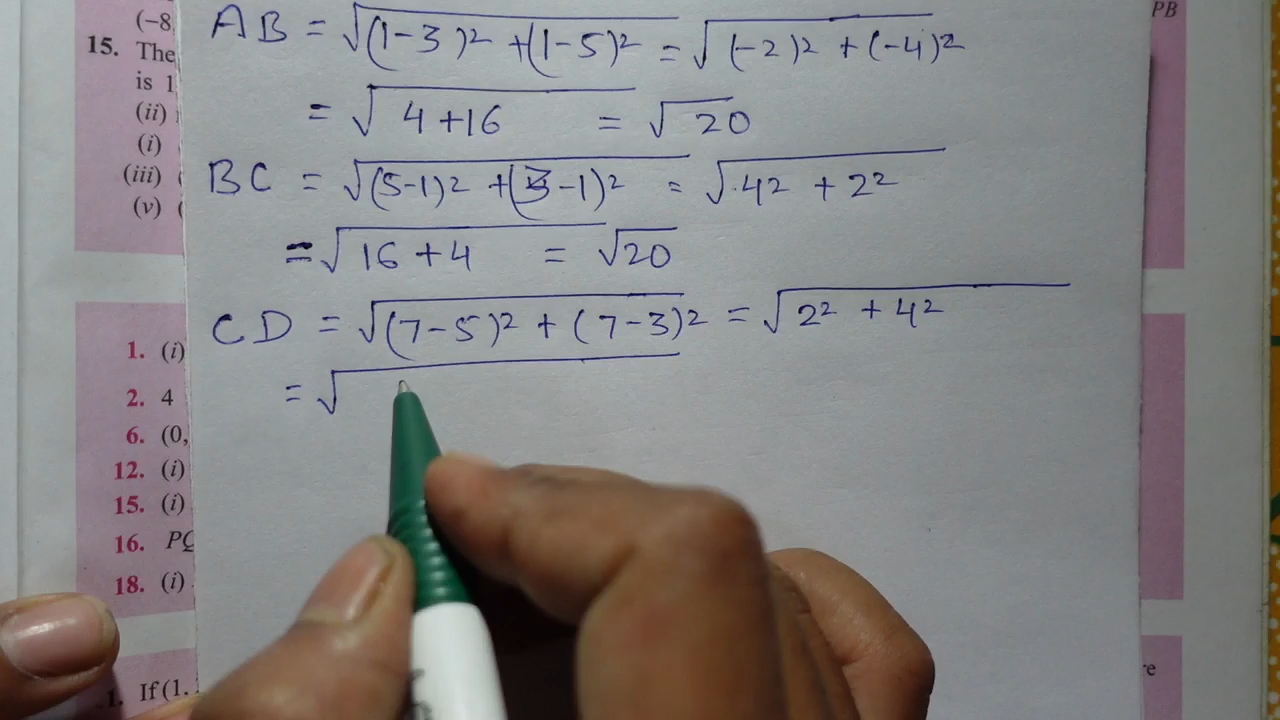 AB = √(1-3)² + (1-5)² = √(-2)² + (-4)²
= √4+16 = √20
BC = √(5-1)² + (3-1)² = √4² + 2²
= √16+4 = √20
CD = √(7-5)² + (7-3)² = √2² + 4²
= √
(-8
15. The
is 1
(ii)
(i)
(iii)
(v)
1. (i)
2. 4
6. (0,
12. (i)
15. (i)
16. PQ
18. (i)
1. If (1,
PB